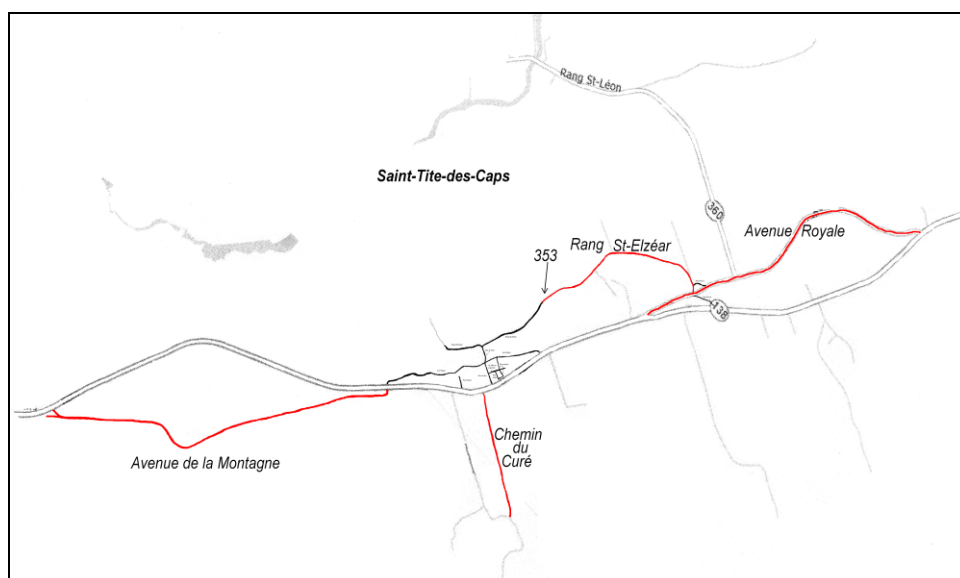 Rang St-Léon
Saint-Tite-des-Caps
360
Avenue Royale
Rang St-Elzéar
353
138
Chemin
du
Curé
Avenue de la Montagne